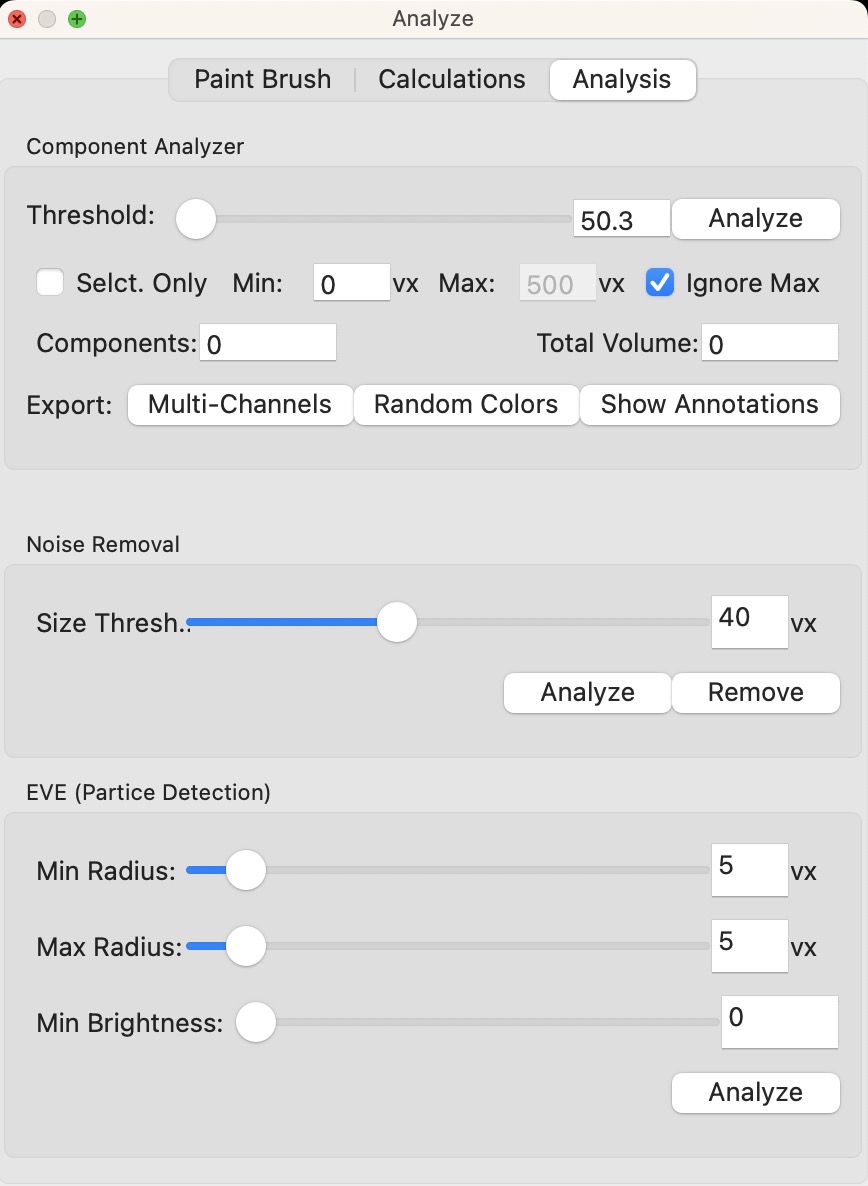 Analyze
Paint Brush Calculations Analysis
Component Analyzer
Threshold: 50.3 Analyze
Selct. Only Min: 0 vx Max: 500 vx Ignore Max
Components: 0 Total Volume: 0
Export: Multi-Channels Random Colors Show Annotations
Noise Removal
Size Thresh.: 40 vx
Analyze Remove
EVE (Partice Detection)
Min Radius: 5 vx
Max Radius: 5 vx
Min Brightness: 0
Analyze